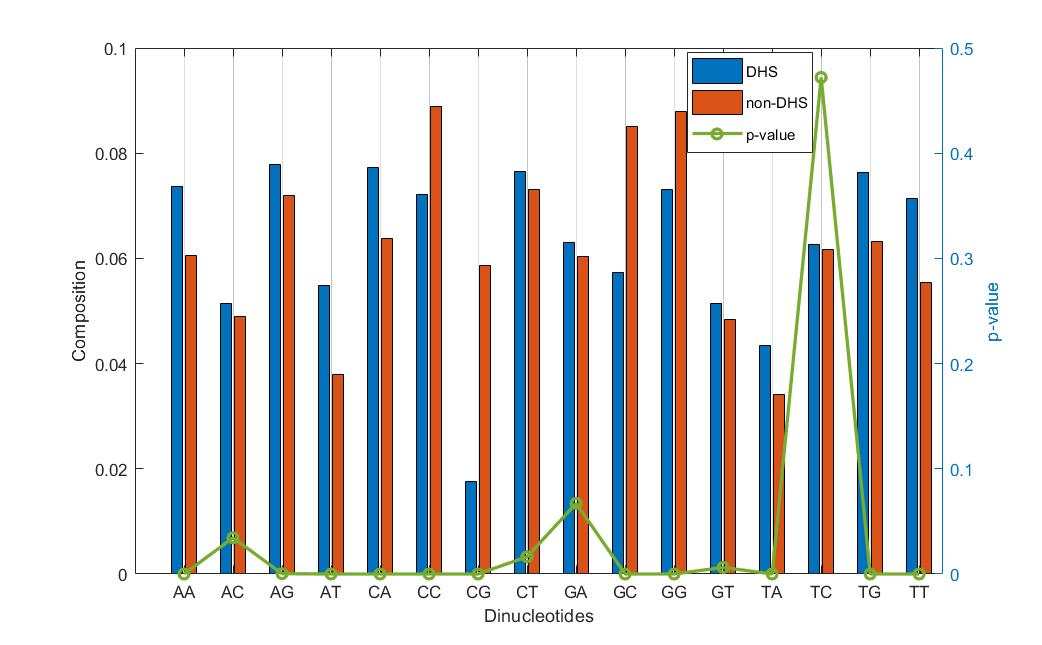 0.1
0.08
0.06
0.04
0.02
0
Composition
DHS
non-DHS
p-value
0.5
0.4
0.3
0.2
0.1
0
p-value
AA AC AG AT CA CC CG CT GA GC GG GT TA TC TG TT
Dinucleotides